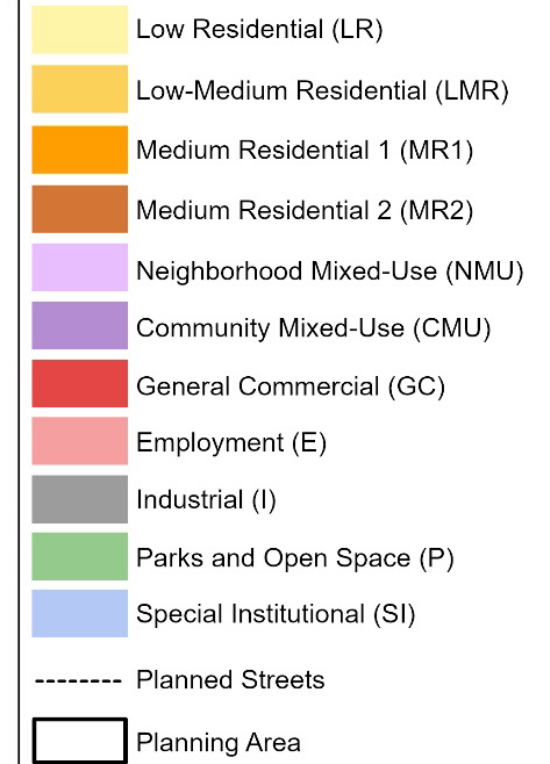 Low Residential (LR)
Low-Medium Residential (LMR)
Medium Residential 1 (MR1)
Medium Residential 2 (MR2)
Neighborhood Mixed-Use (NMU)
Community Mixed-Use (CMU)
General Commercial (GC)
Employment (E)
Industrial (I)
Parks and Open Space (P)
Special Institutional (SI)
Planned Streets
Planning Area